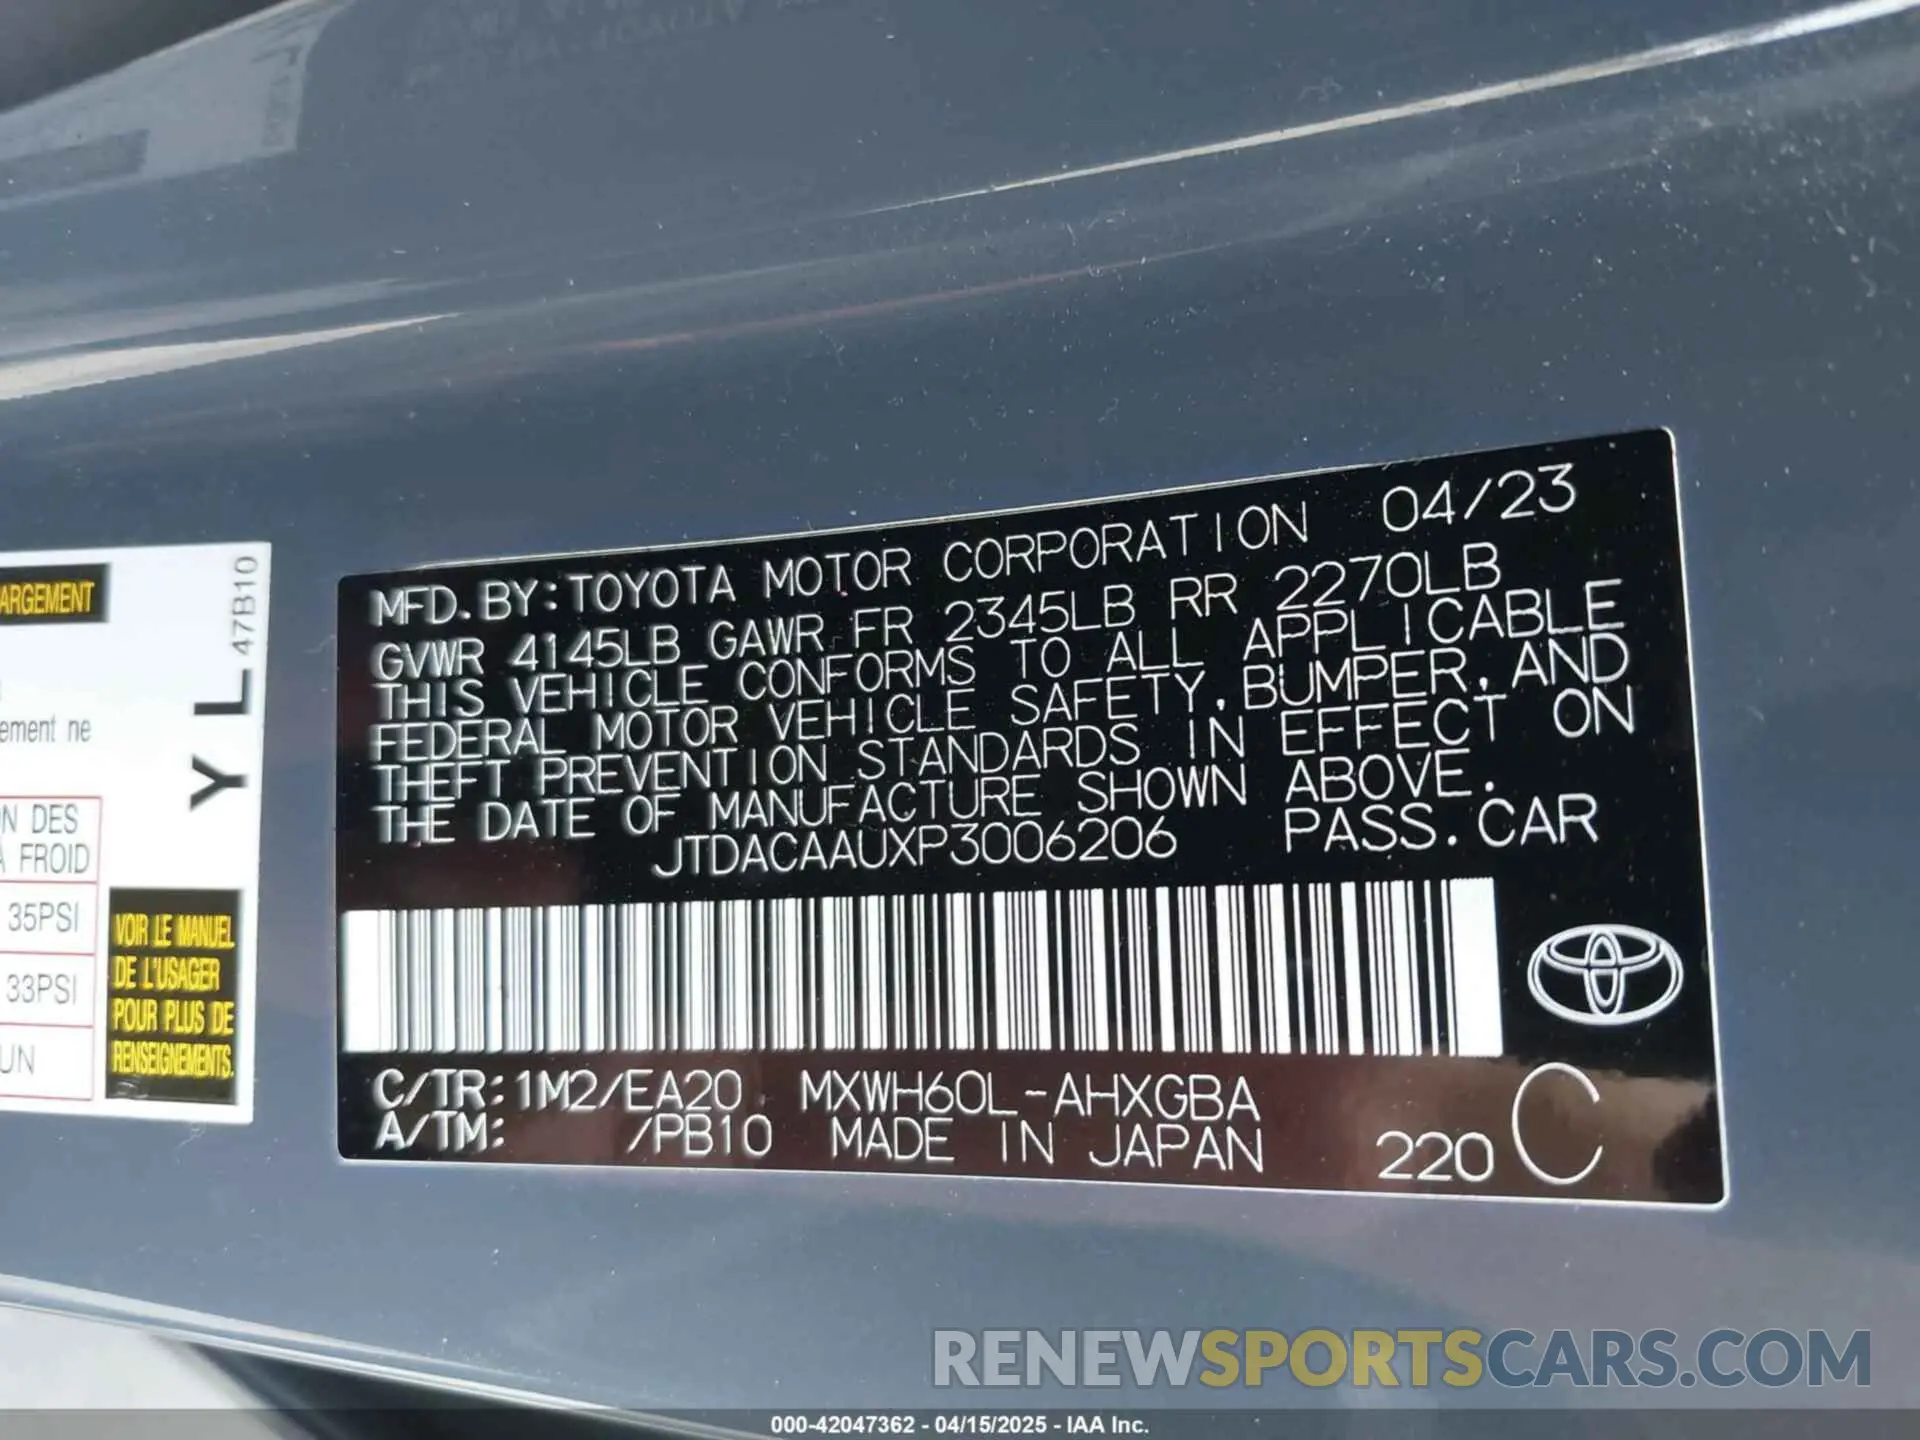 ARGEMENT
ement ne
N DES
FROID
35PSI
33PSI
UN
VOIR LE MANUEL
DE L'USAGER
POUR PLUS DE
RENSEIGNEMENTS.
YL 47B10
MFD. BY: TOYOTA MOTOR CORPORATION 04/23
GVWR 4145LB GAWR FR 2345LB RR 2270LB
THIS VEHICLE CONFORMS TO ALL APPLICABLE
FEDERAL MOTOR VEHICLE SAFETY, BUMPER, AND
THEFT PREVENTION STANDARDS IN EFFECT ON
THE DATE OF MANUFACTURE SHOWN ABOVE.
JTDACAAUXP3006206 PASS. CAR
C/TR: 1M2/EA20 MXWH60L-AHXGBA
A/TM: /PB10 MADE IN JAPAN 220 C
RENEWSPORTSCARS.COM
000-42047362 - 04/15/2025 - IAA Inc.